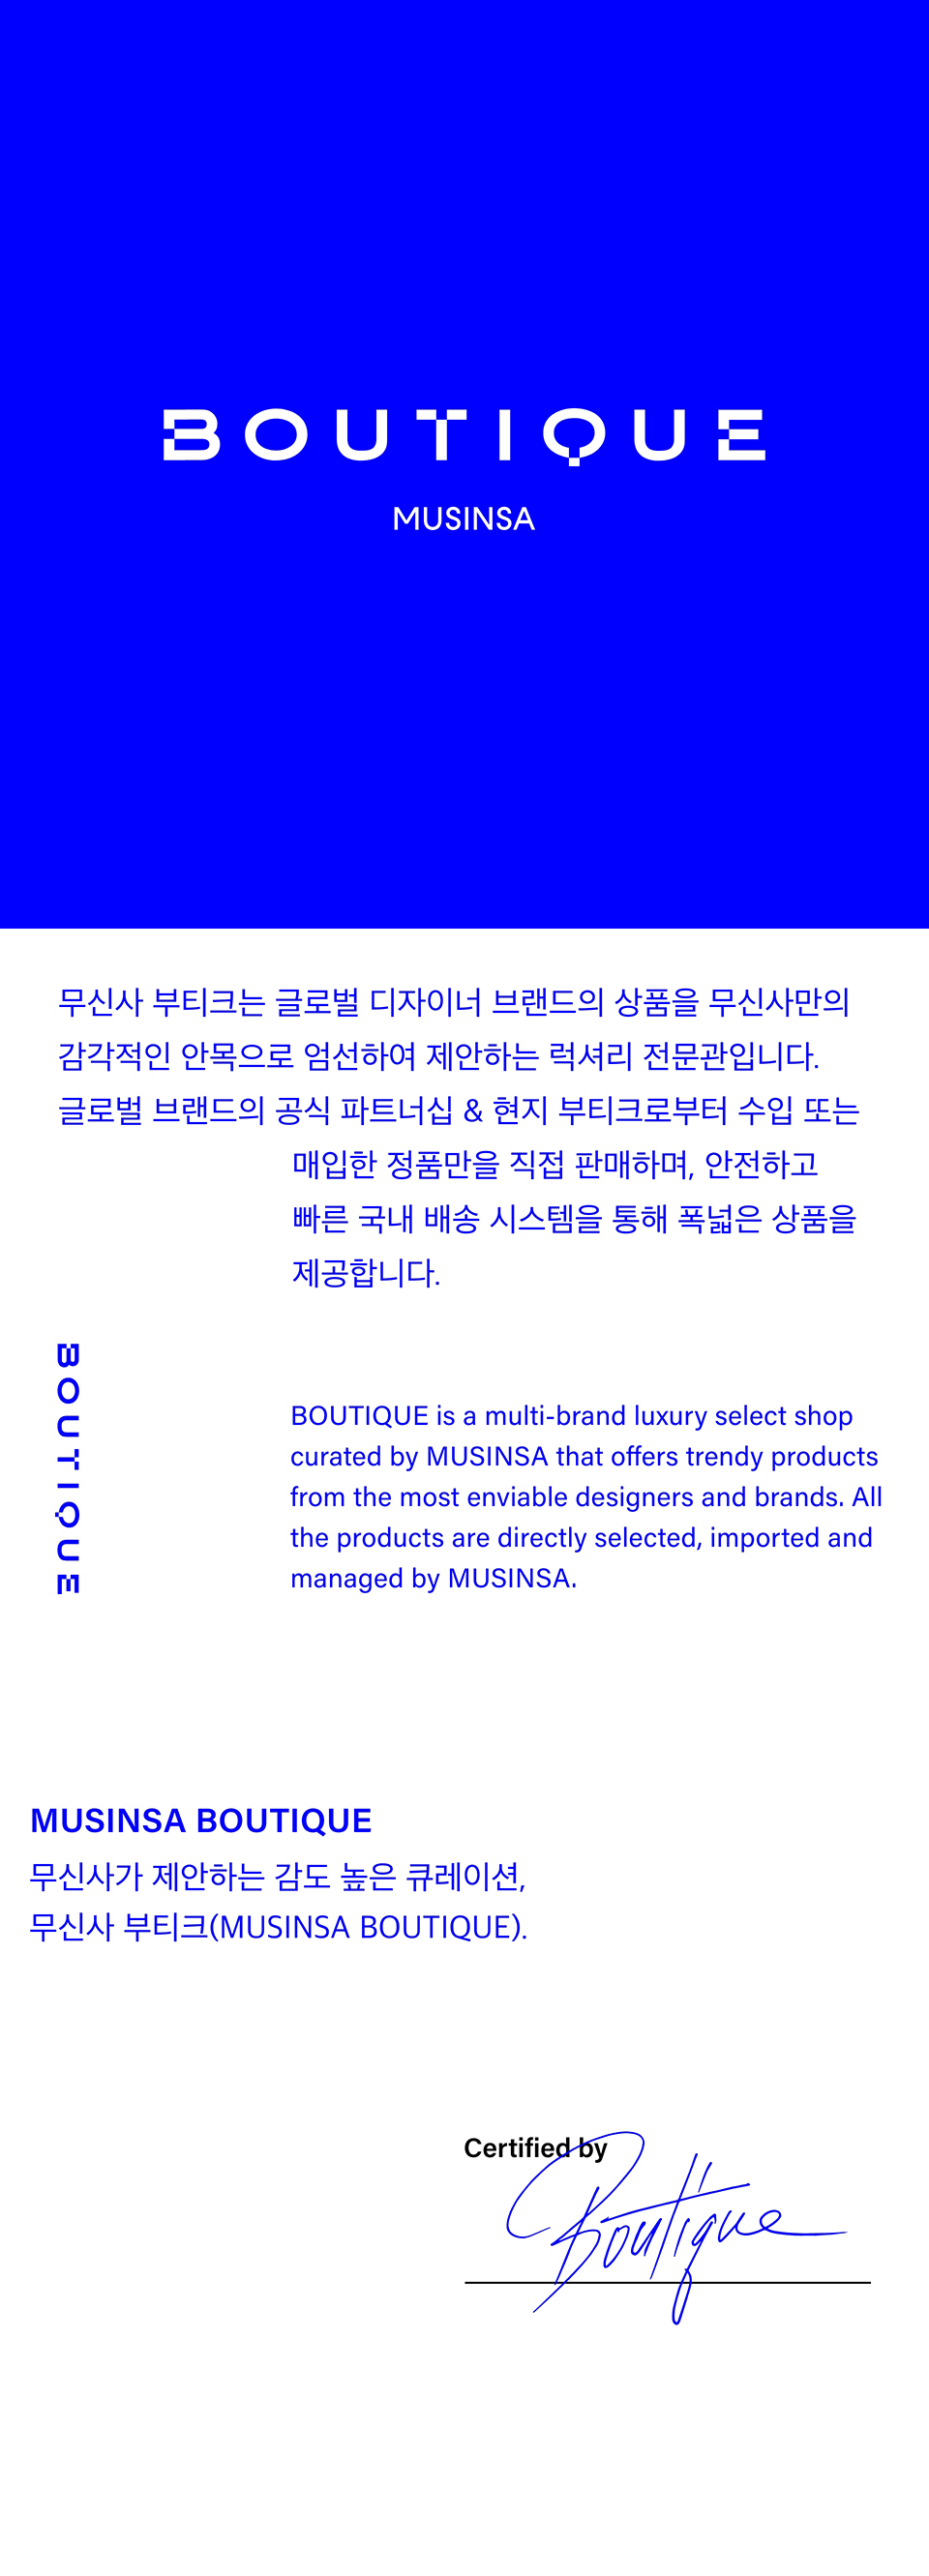 BOUTIQUE
MUSINSA
무신사 부티크는 글로벌 디자이너 브랜드의 상품을 무신사만의
감각적인 안목으로 엄선하여 제안하는 럭셔리 전문관입니다.
글로벌 브랜드의 공식 파트너십 & 현지 부티크로부터 수입 또는
매입한 정품만을 직접 판매하며, 안전하고
빠른 국내 배송 시스템을 통해 폭넓은 상품을
제공합니다.
BOUTIQUE
BOUTIQUE is a multi-brand luxury select shop
curated by MUSINSA that offers trendy products
from the most enviable designers and brands. All
the products are directly selected, imported and
managed by MUSINSA.
MUSINSA BOUTIQUE
무신사가 제안하는 감도 높은 큐레이션,
무신사 부티크(MUSINSA BOUTIQUE).
Certified by
Boutique